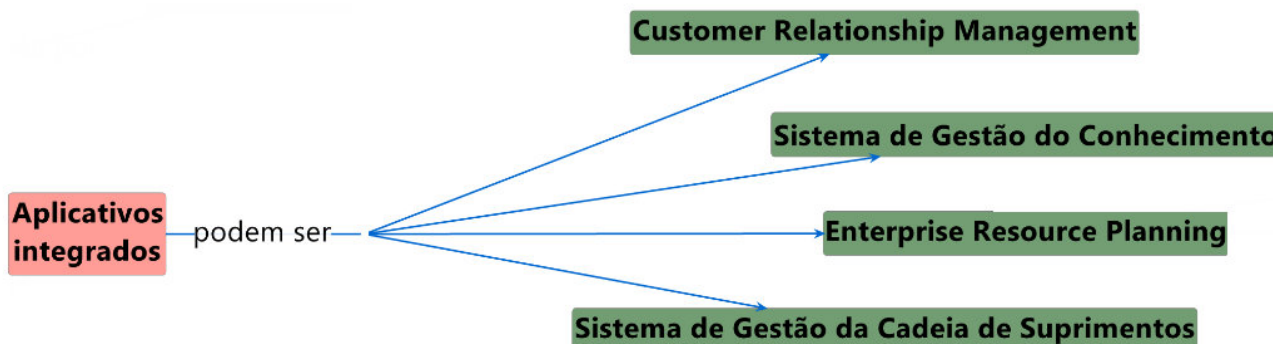 Customer Relationship Management
Sistema de Gestão do Conhecimento
Aplicativos
integrados
podem ser
Enterprise Resource Planning
Sistema de Gestão da Cadeia de Suprimentos